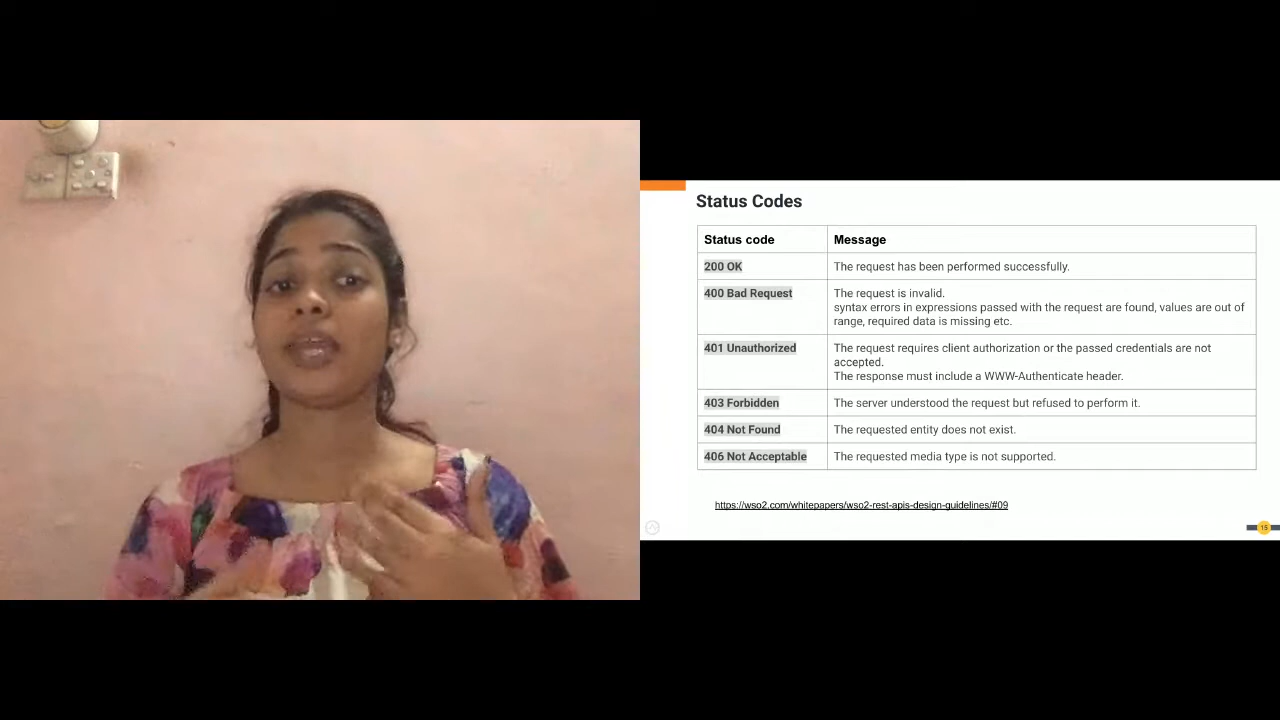 Status Codes
Status code
Message
200 OK
The request has been performed successfully.
400 Bad Request
The request is invalid.
syntax errors in expressions passed with the request are found, values are out of
range, required data is missing etc.
401 Unauthorized
The request requires client authorization or the passed credentials are not
accepted.
The response must include a WWW-Authenticate header.
403 Forbidden
The server understood the request but refused to perform it.
404 Not Found
The requested entity does not exist.
406 Not Acceptable
The requested media type is not supported.
https://wso2.com/whitepapers/wso2-rest-apis-design-guidelines/#09
15